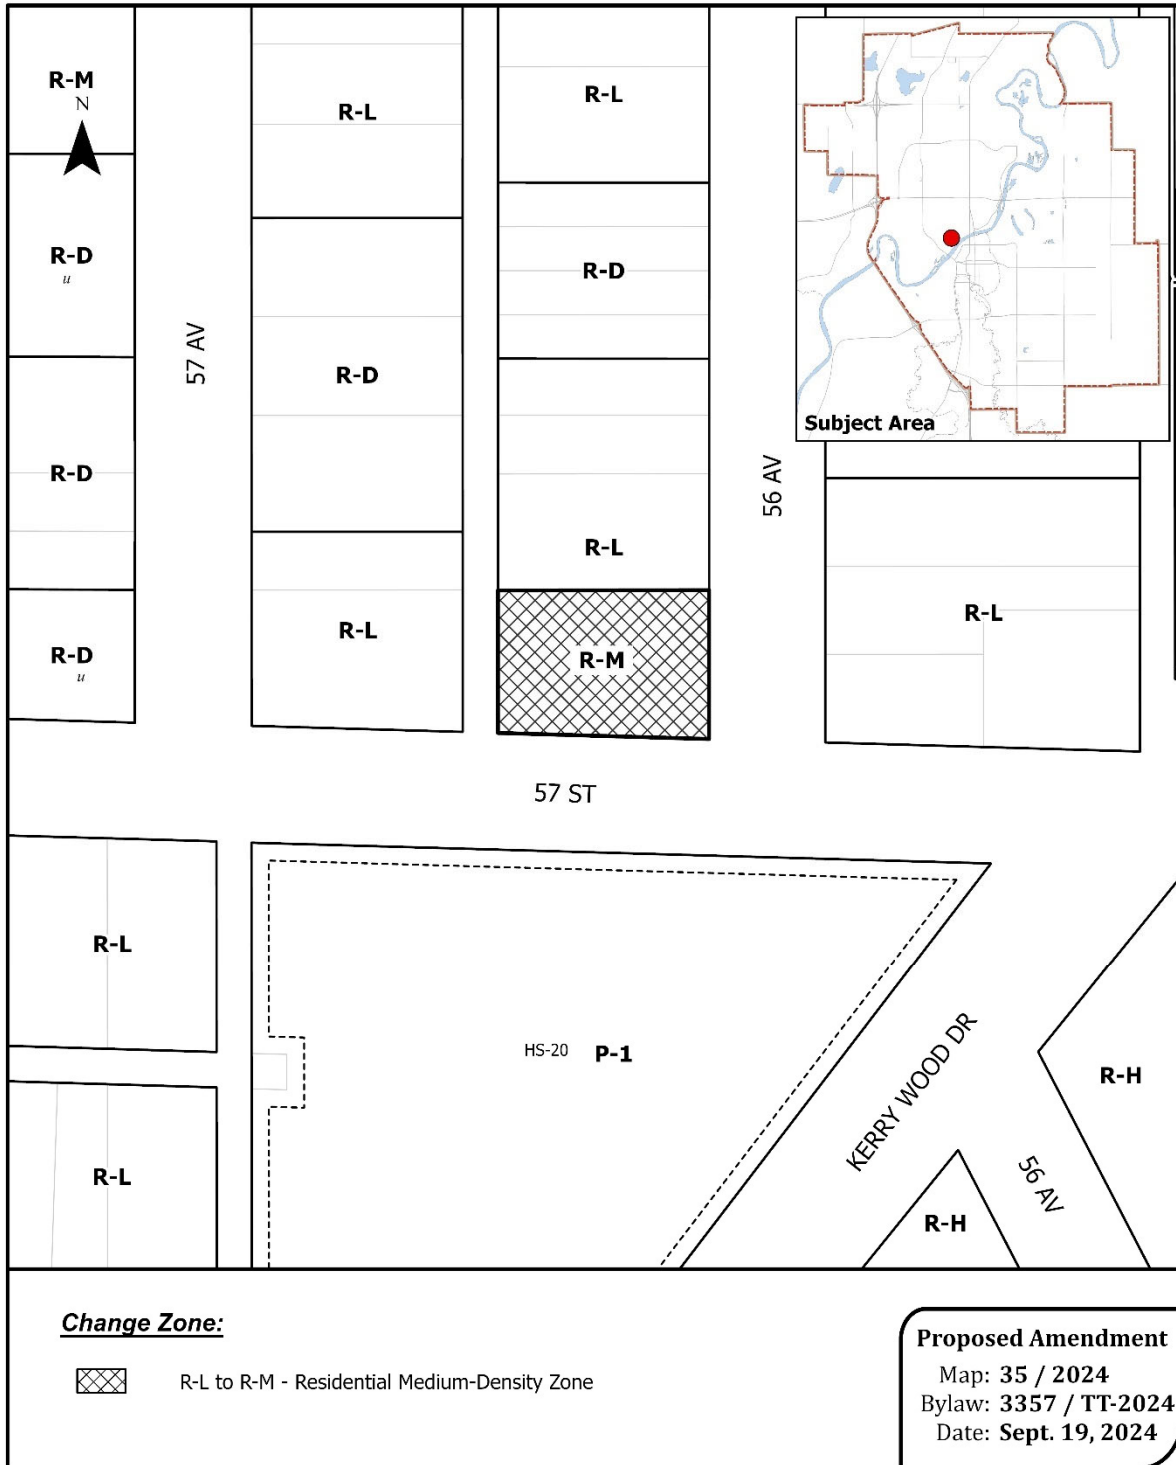 R-M
N
R-L
R-L
R-D
u
R-D
57 AV
R-D
Subject Area
R-D
56 AV
R-L
R-L
R-L
R-D
u
R-M
57 ST
R-L
HS-20 P-1
KERRY WOOD DR
R-H
R-L
56 AV
R-H
Change Zone:
R-L to R-M - Residential Medium-Density Zone
Proposed Amendment
Map: 35 / 2024
Bylaw: 3357 / TT-2024
Date: Sept. 19, 2024